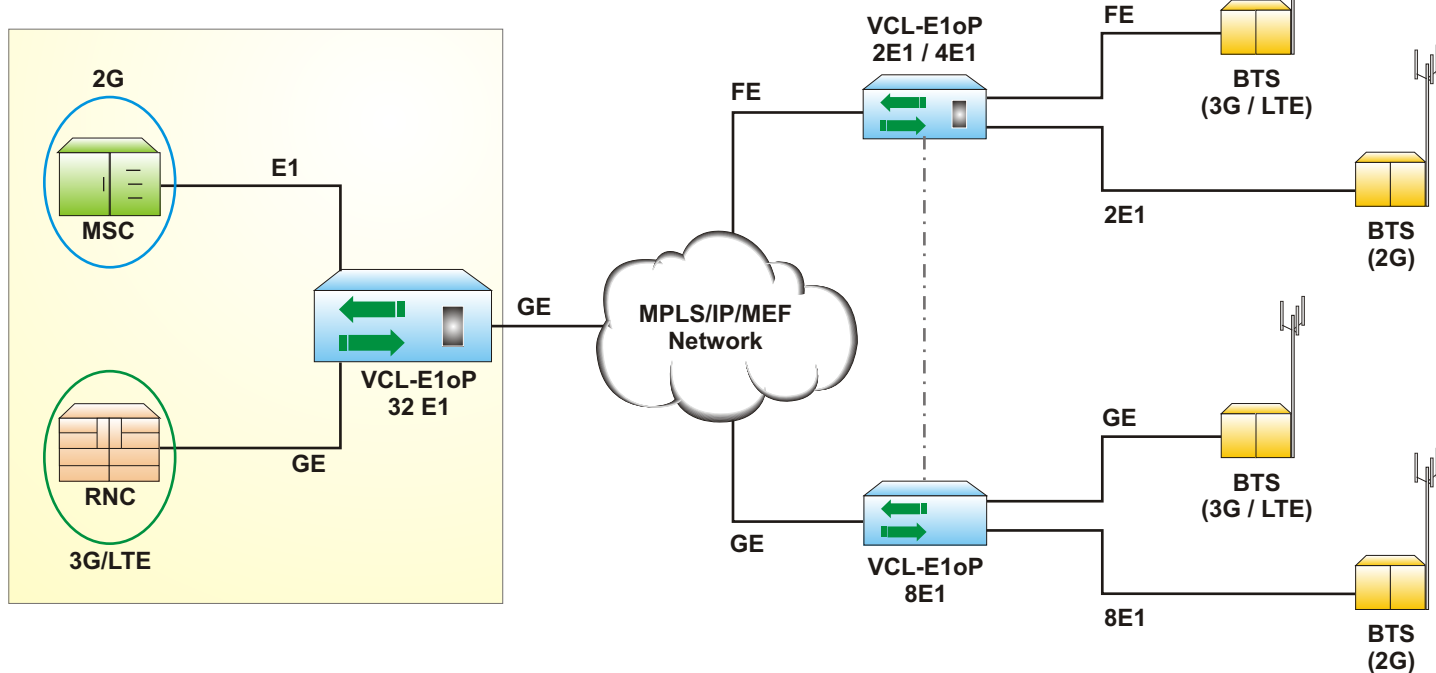 2G
MSC
E1
VCL-E1oP
32 E1
RNC
GE
3G/LTE
GE
MPLS/IP/MEF
Network
FE
VCL-E1oP
2E1 / 4E1
FE
BTS
(3G / LTE)
2E1
BTS
(2G)
GE
VCL-E1oP
8E1
GE
BTS
(3G / LTE)
8E1
BTS
(2G)